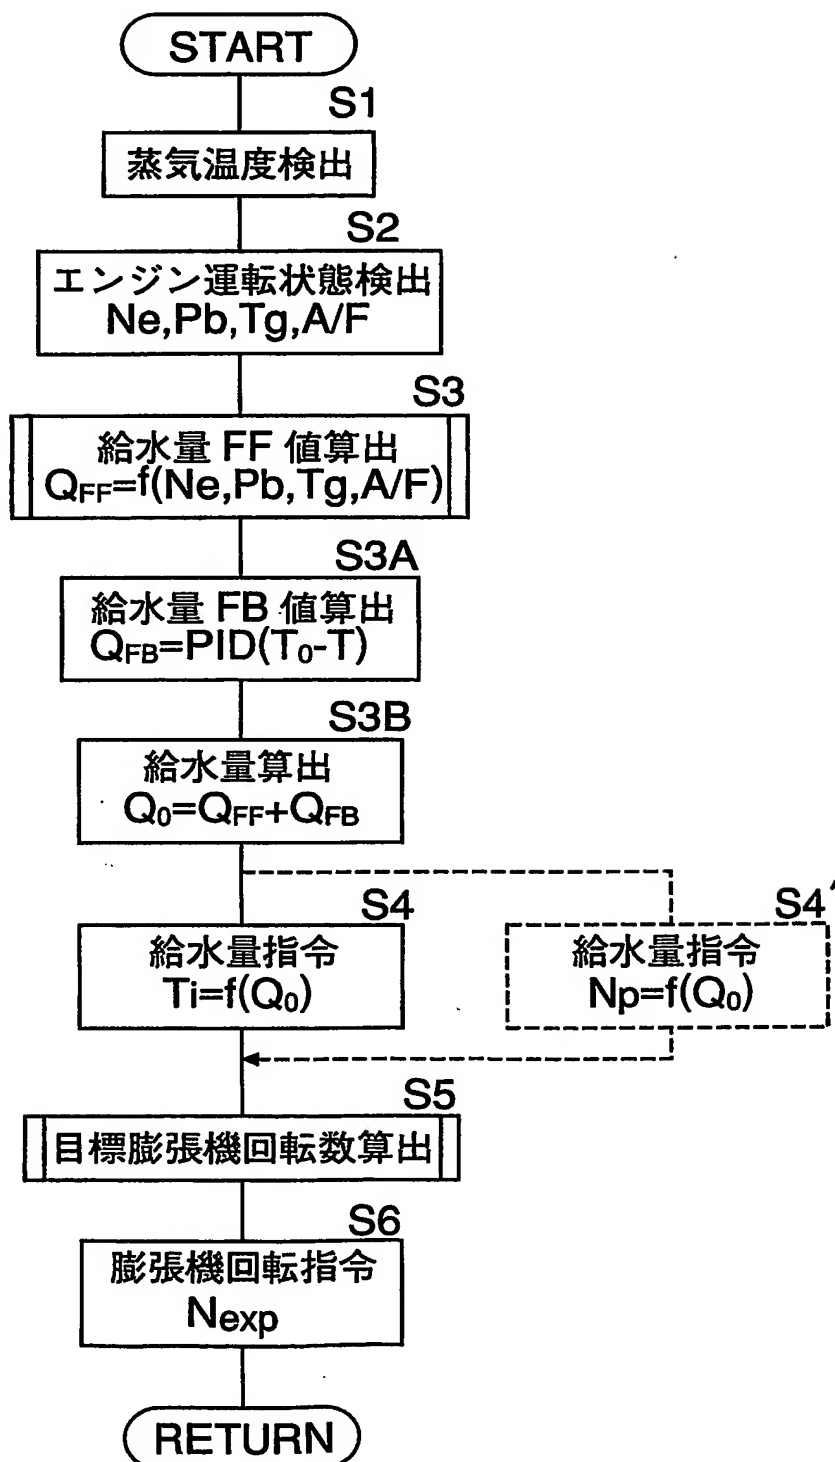 START
S1
蒸気温度検出
S2
エンジン運転状態検出
Ne,Pb,Tg,A/F
S3
給水量 FF 値算出
QFF=f(Ne,Pb,Tg,A/F)
S3A
給水量 FB 値算出
QFB=PID(T0-T)
S3B
給水量算出
Q0=QFF+QFB
S4
給水量指令
Ti=f(Q0)
S4'
給水量指令
Np=f(Q0)
S5
目標膨張機回転数算出
S6
膨張機回転指令
Nexp
RETURN